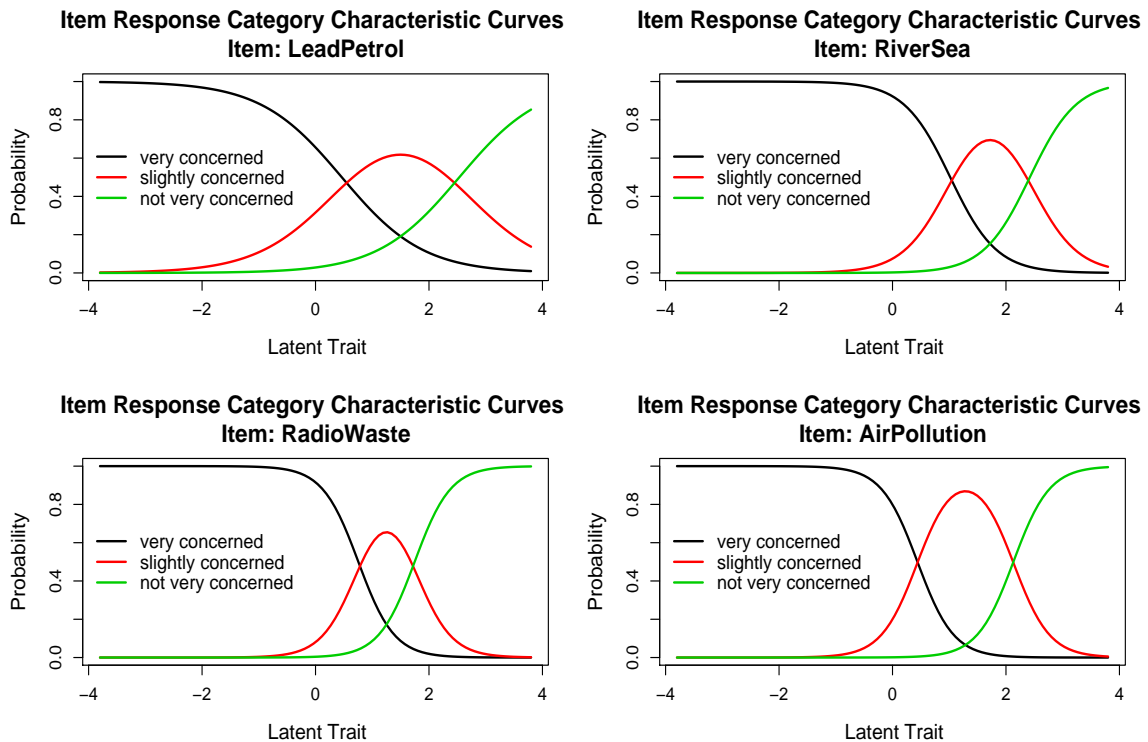 Item Response Category Characteristic Curves
Item: LeadPetrol
Probability
0.0 0.4 0.8
very concerned
slightly concerned
not very concerned
−4 −2 0 2 4
Latent Trait
Item Response Category Characteristic Curves
Item: RiverSea
Probability
0.0 0.4 0.8
very concerned
slightly concerned
not very concerned
−4 −2 0 2 4
Latent Trait
Item Response Category Characteristic Curves
Item: RadioWaste
Probability
0.0 0.4 0.8
very concerned
slightly concerned
not very concerned
−4 −2 0 2 4
Latent Trait
Item Response Category Characteristic Curves
Item: AirPollution
Probability
0.0 0.4 0.8
very concerned
slightly concerned
not very concerned
−4 −2 0 2 4
Latent Trait